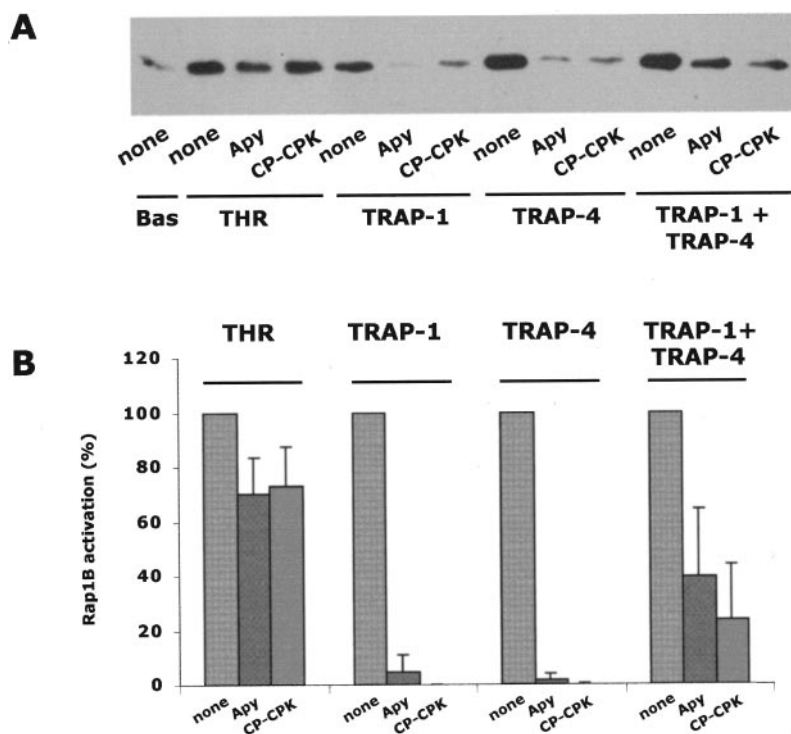 A
none none Apy CP-CPK none Apy CP-CPK none Apy CP-CPK none Apy CP-CPK
Bas THR TRAP-1 TRAP-4 TRAP-1 +
TRAP-4
B
THR TRAP-1 TRAP-4 TRAP-1+
TRAP-4
Rap1B activation (%)
120
100
80
60
40
20
0
none Apy CP-CPK none Apy CP-CPK none Apy CP-CPK none Apy CP-CPK